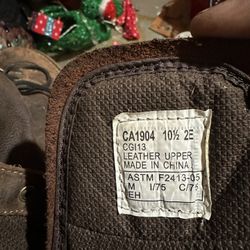 CA1904 10½ 2E
CGI13
LEATHER UPPER
MADE IN CHINA
ASTM F2413-05
M I/75 C/75
EH